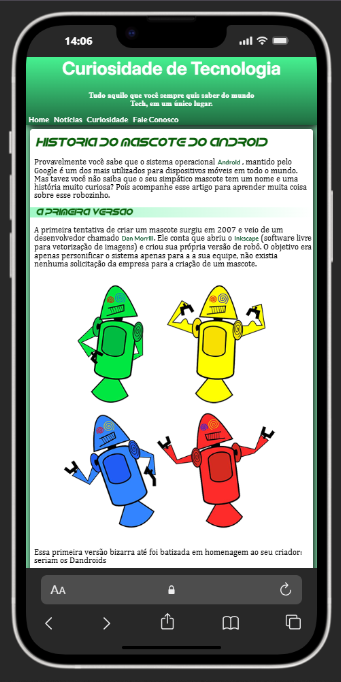 14:06
Curiosidade de Tecnologia
Tudo aquilo que você sempre quis saber do mundo
Tech, em um único lugar.
Home Notícias Curiosidade Fale Conosco
HISTORIA DO MASCOTE DO ANDROID
Provavelmente você sabe que o sistema operacional Android , mantido pelo
Google é um dos mais utilizados para dispositivos móveis em todo o mundo.
Mas tavez você não saiba que o seu simpático mascote tem um nome e uma
história muito curiosa? Pois acompanhe esse artigo para aprender muita coisa
sobre esse robozinho.
A PRIMEIRA VERSAO
A primeira tentativa de criar um mascote surgiu em 2007 e veio de um
desenvolvedor chamado Dan Morrill. Ele conta que abriu o Inkscape (software livre
para vetorização de imagens) e criou sua própria versão de robô. O objetivo era
apenas personificar o sistema apenas para a a sua equipe, não existia
nenhuma solicitação da empresa para a criação de um mascote.
Essa primeira versão bizarra até foi batizada em homenagem ao seu criador:
seriam os Dandroids
AA